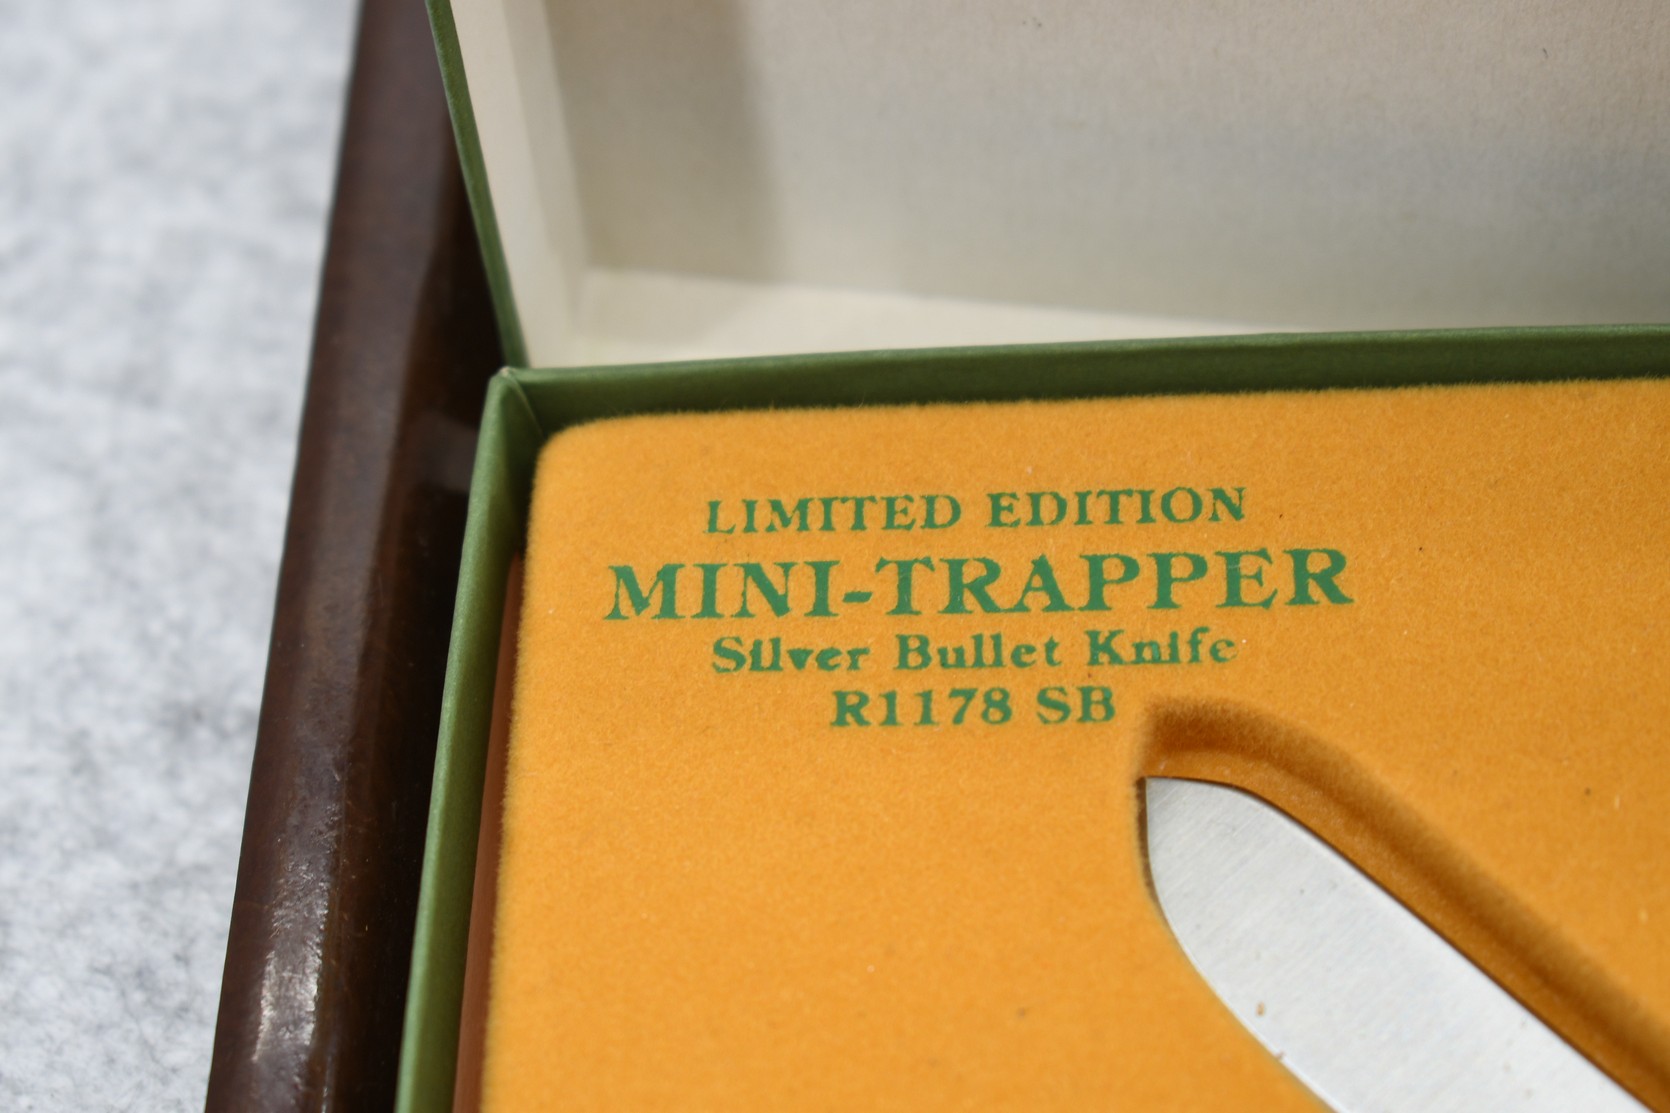 LIMITED EDITION
MINI-TRAPPER
Silver Bullet Knife
R1178 SB